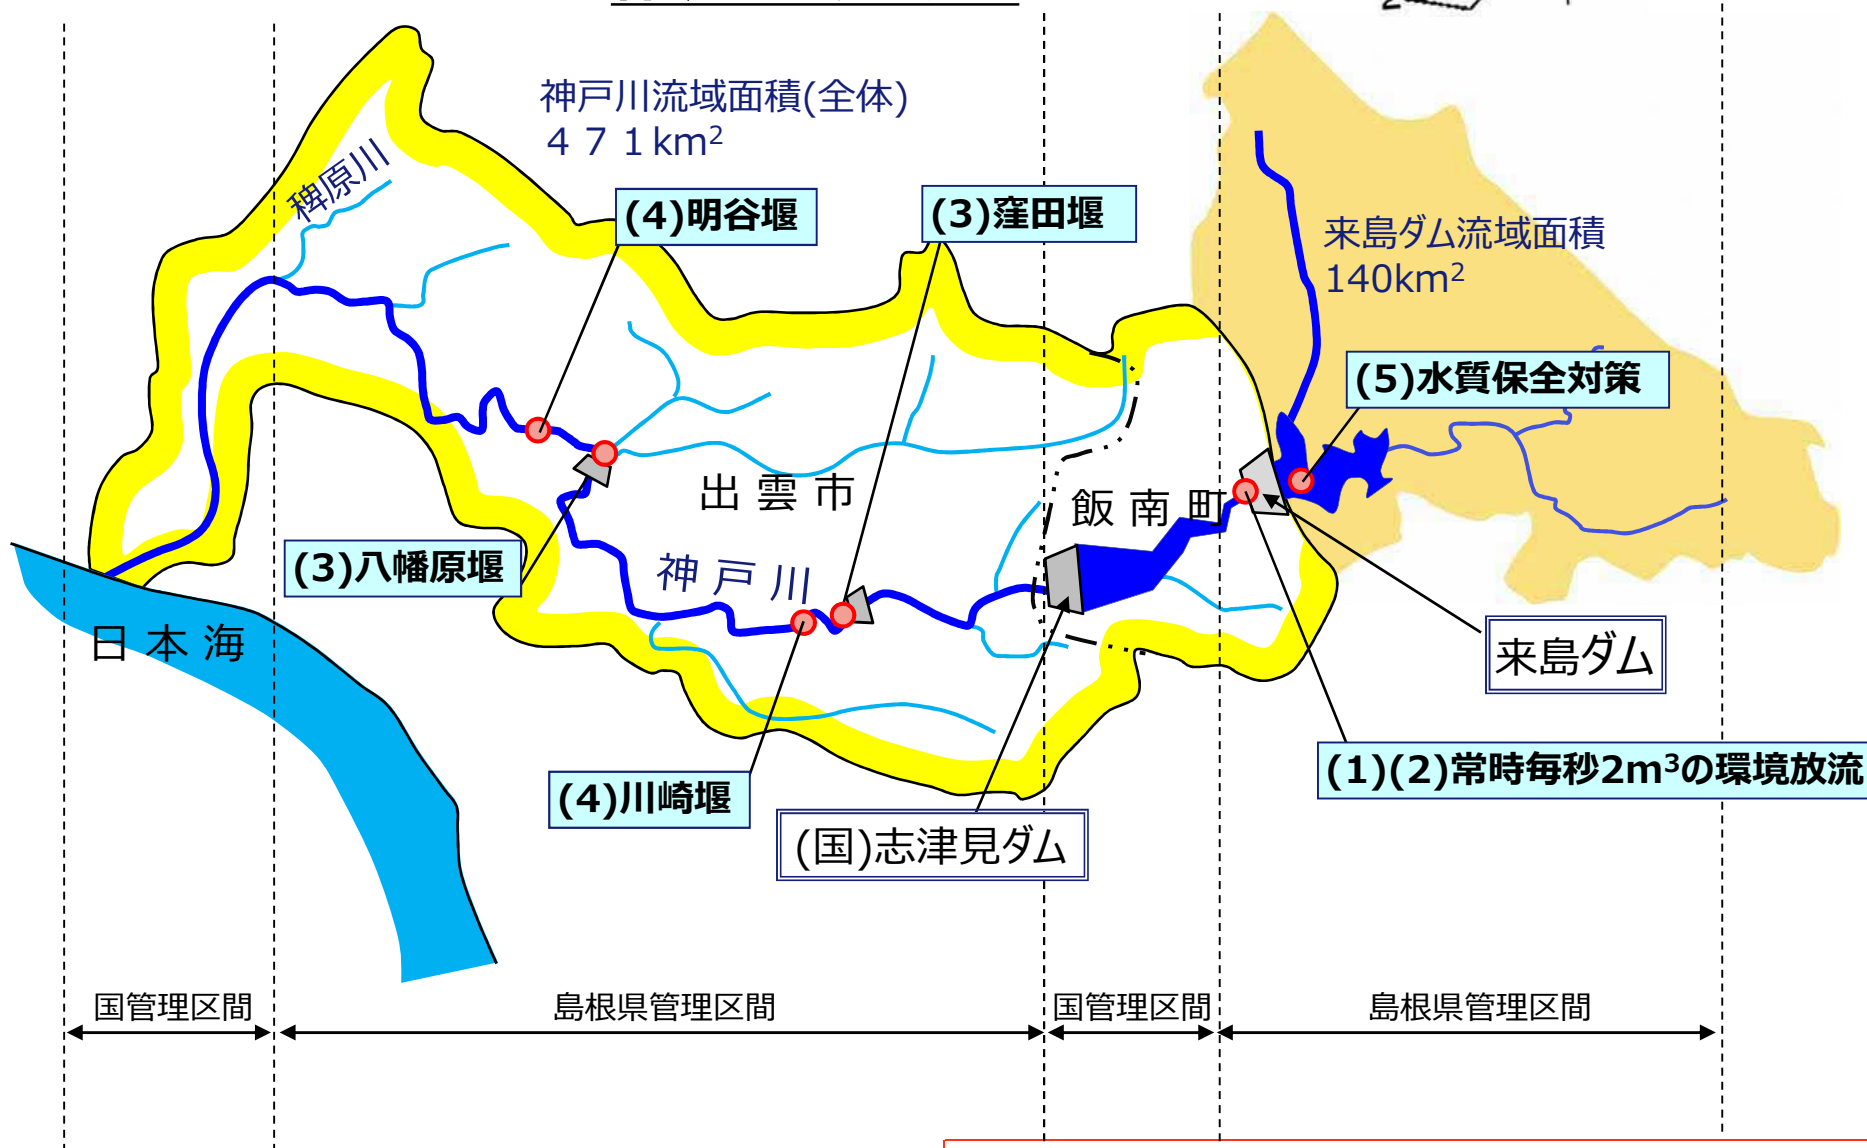 神戸川流域面積(全体)
471km²
稗原川
(4)明谷堰
(3)窪田堰
来島ダム流域面積
140km²
(5)水質保全対策
出雲市
飯南町
(3)八幡原堰
神戸川
日本海
来島ダム
(1)(2)常時毎秒2m³の環境放流
(4)川崎堰
(国)志津見ダム
国管理区間
島根県管理区間
国管理区間
島根県管理区間